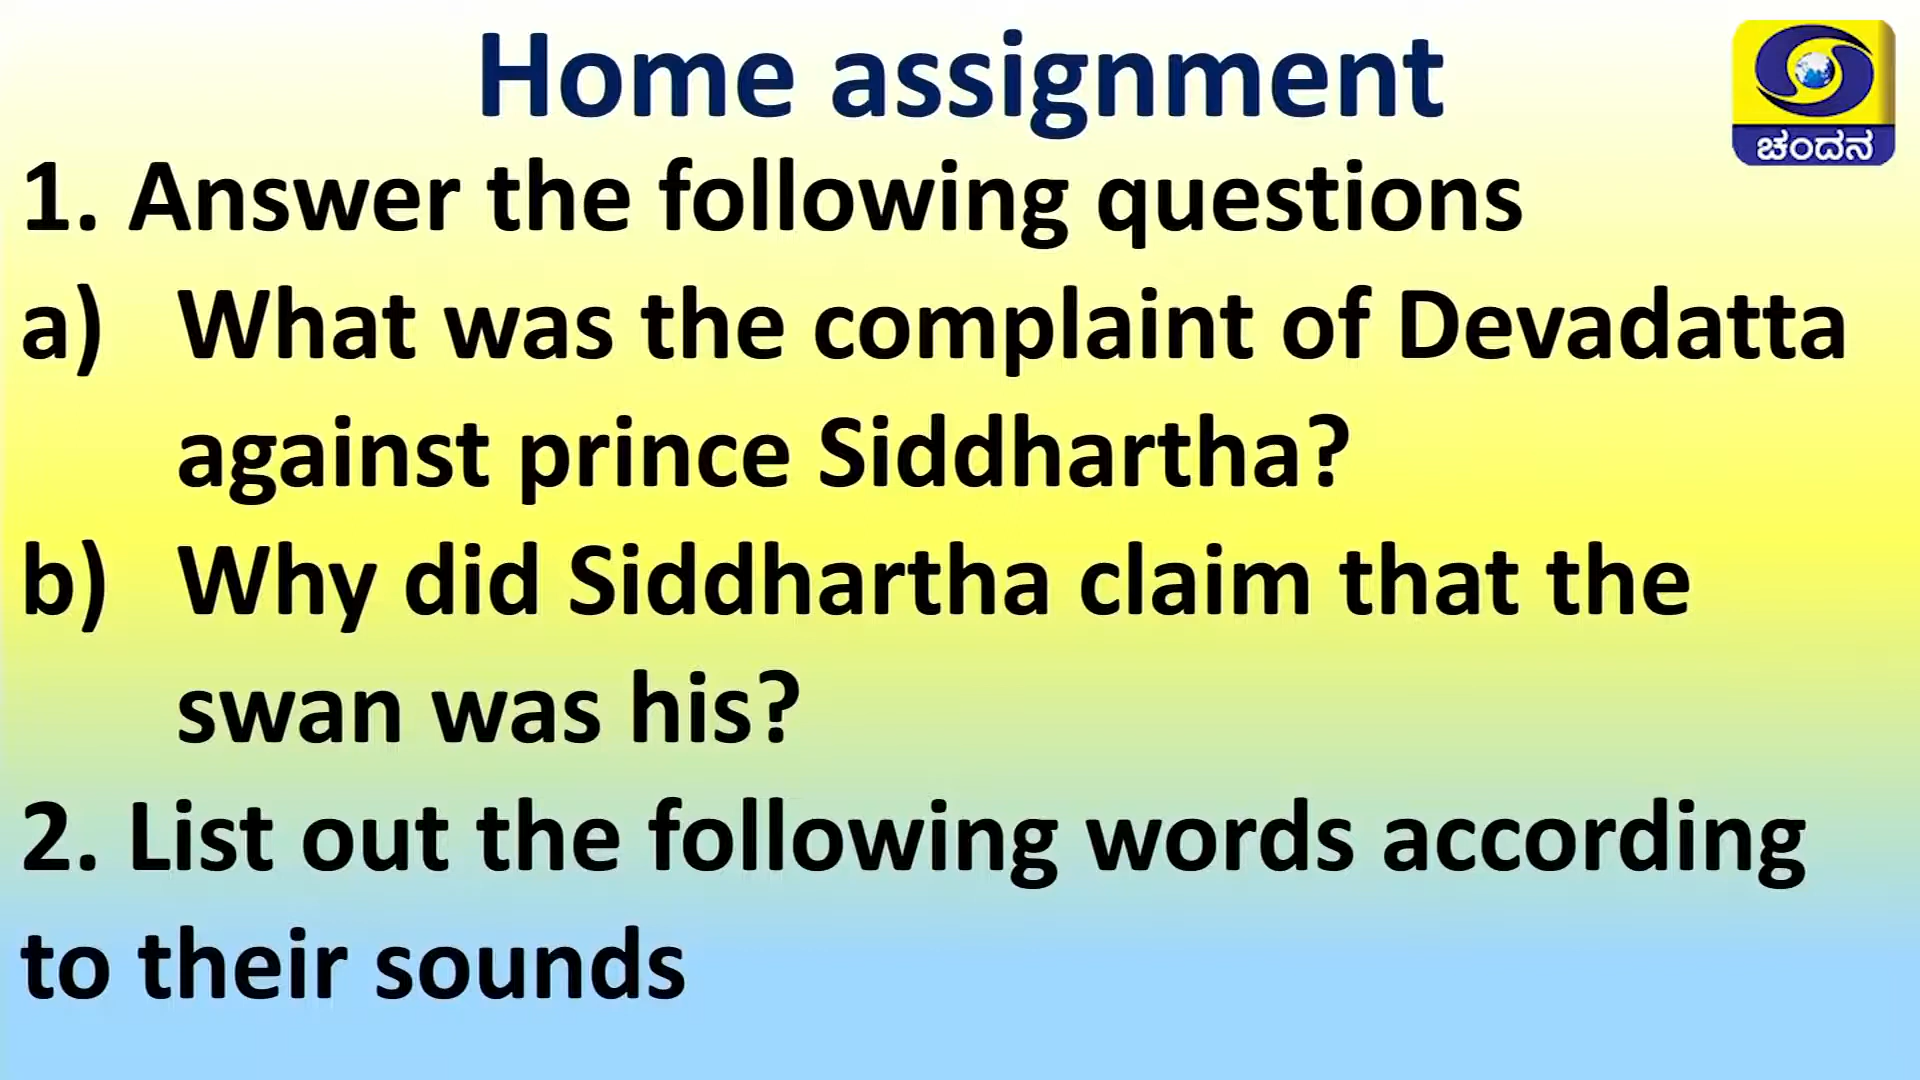 Home assignment
ಚಂದನ
1. Answer the following questions
a) What was the complaint of Devadatta
against prince Siddhartha?
b) Why did Siddhartha claim that the
swan was his?
2. List out the following words according
to their sounds